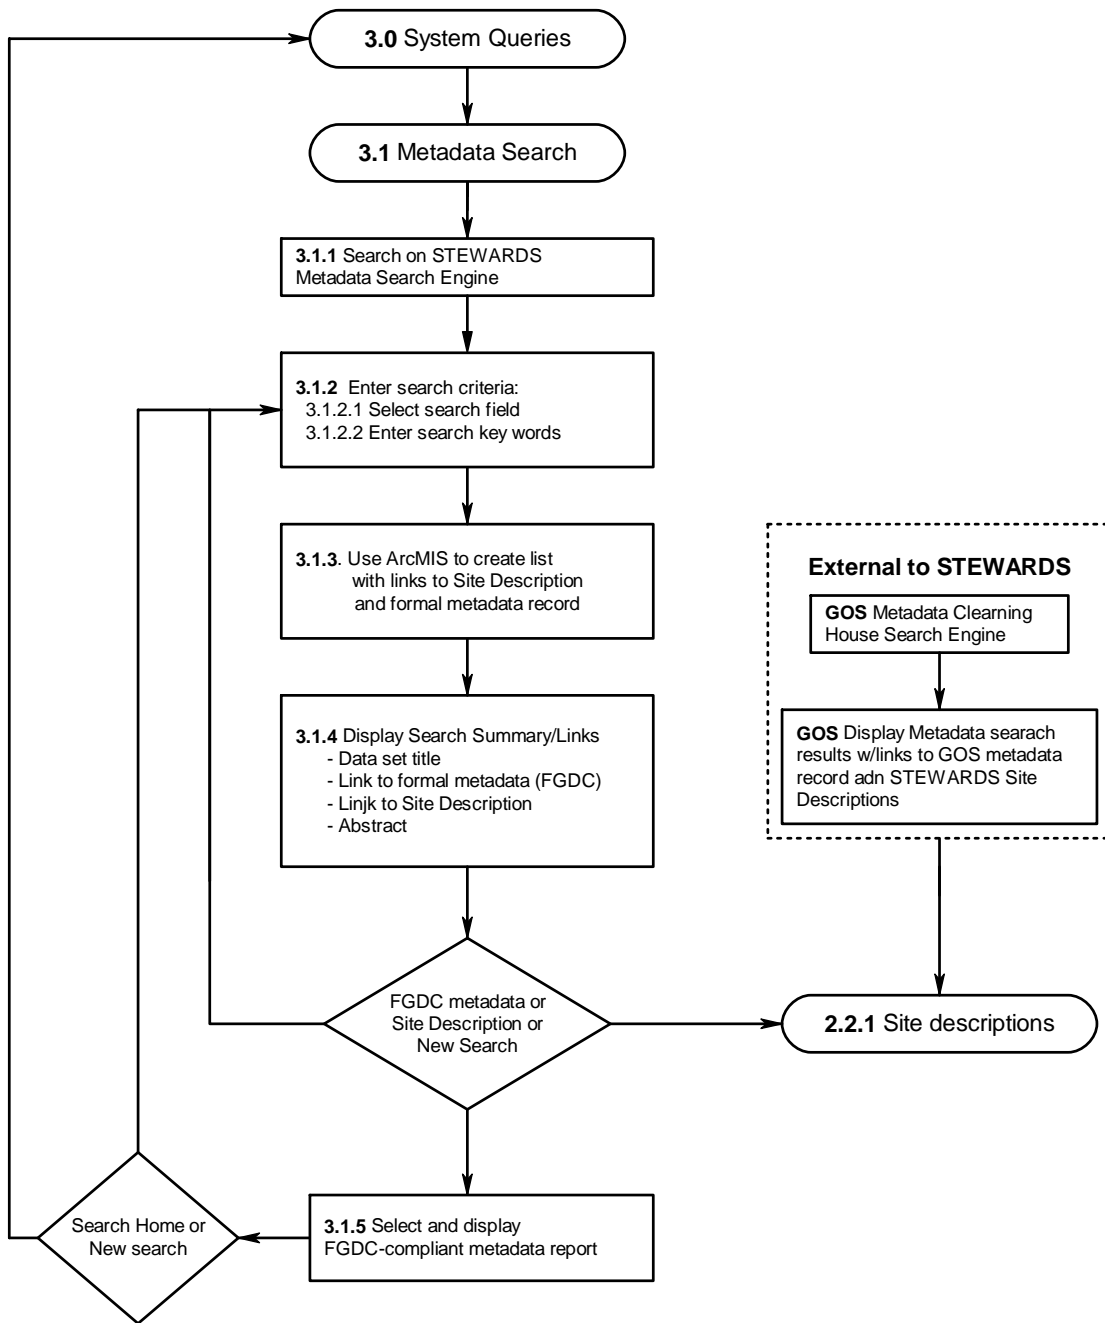 3.0 System Queries
3.1 Metadata Search
3.1.1 Search on STEWARDS
Metadata Search Engine
3.1.2 Enter search criteria:
3.1.2.1 Select search field
3.1.2.2 Enter search key words
3.1.3. Use ArcMIS to create list
with links to Site Description
and formal metadata record
3.1.4 Display Search Summary/Links
- Data set title
- Link to formal metadata (FGDC)
- Linjk to Site Description
- Abstract
External to STEWARDS
GOS Metadata Clearning
House Search Engine
GOS Display Metadata searach
results w/links to GOS metadata
record adn STEWARDS Site
Descriptions
FGDC metadata or
Site Description or
New Search
2.2.1 Site descriptions
Search Home or
New search
3.1.5 Select and display
FGDC-compliant metadata report